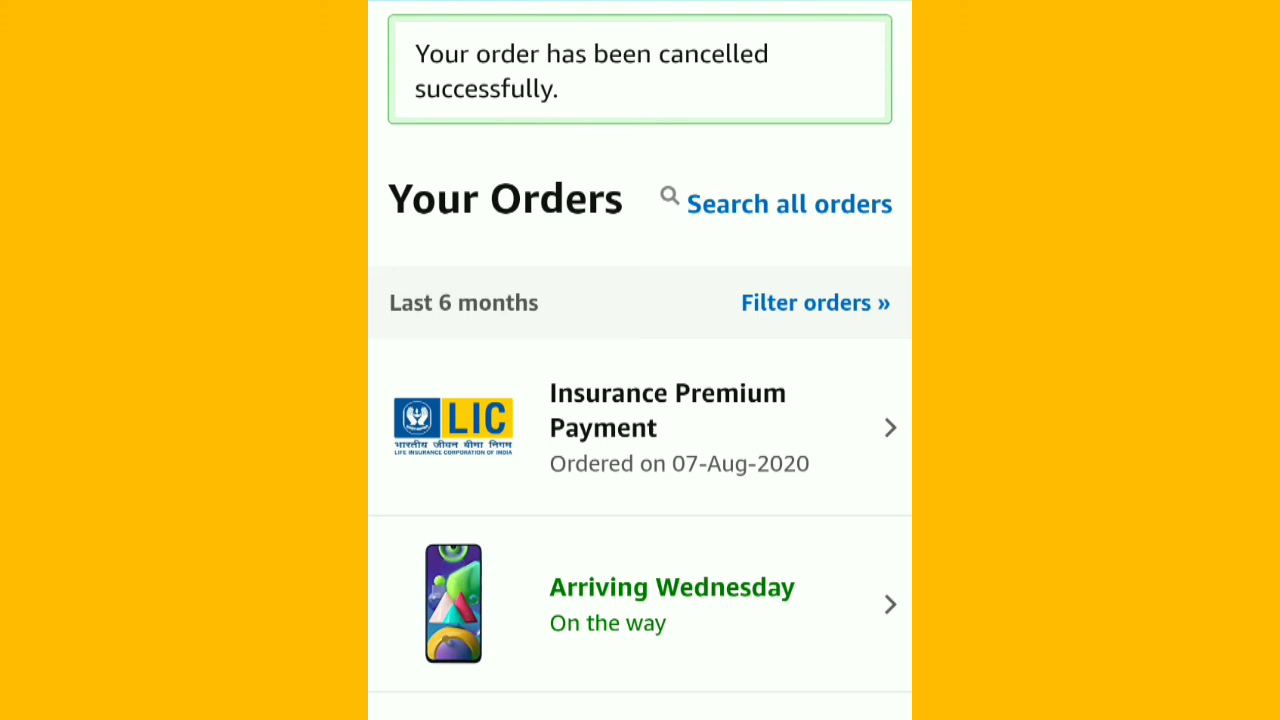 Your order has been cancelled
successfully.
Your Orders
Search all orders
Last 6 months
Filter orders »
LIC
भारतीय जीवन बीमा निगम
LIFE INSURANCE CORPORATION OF INDIA
Insurance Premium
Payment
Ordered on 07-Aug-2020
Arriving Wednesday
On the way